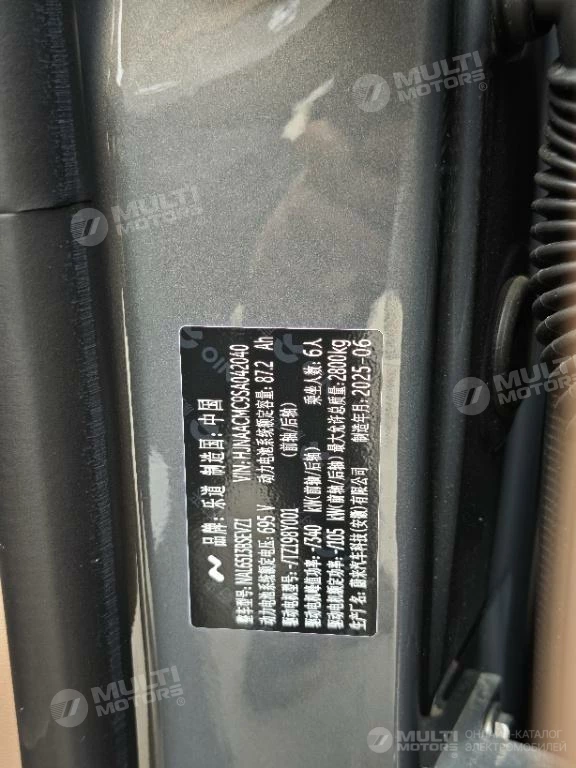 品牌: 乐道 制造国: 中国
整车型号: NAL6513BSEVZ1 VIN: HJNAACMC9SA042040
动力电池系统额定电压: 695 V 动力电池系统额定容量: 87.2 Ah
驱动电机型号: -/TZ198Y001 (前轴/后轴)
驱动电机峰值功率: -/340 kW(前轴/后轴) 乘坐人数: 6人
驱动电机额定功率: -/105 kW(前轴/后轴) 最大允许总质量: 2800kg
生产厂名: 蔚来汽车科技(安徽)有限公司 制造年月: 2025-06
MULTI
MOTORS
MULTI
MOTORS
MULTI
MOTORS
MULTI
MOTORS
MULTI
MOTORS
ОНЛАЙН-КАТАЛОГ
ЭЛЕКТРОМОБИЛЕЙ